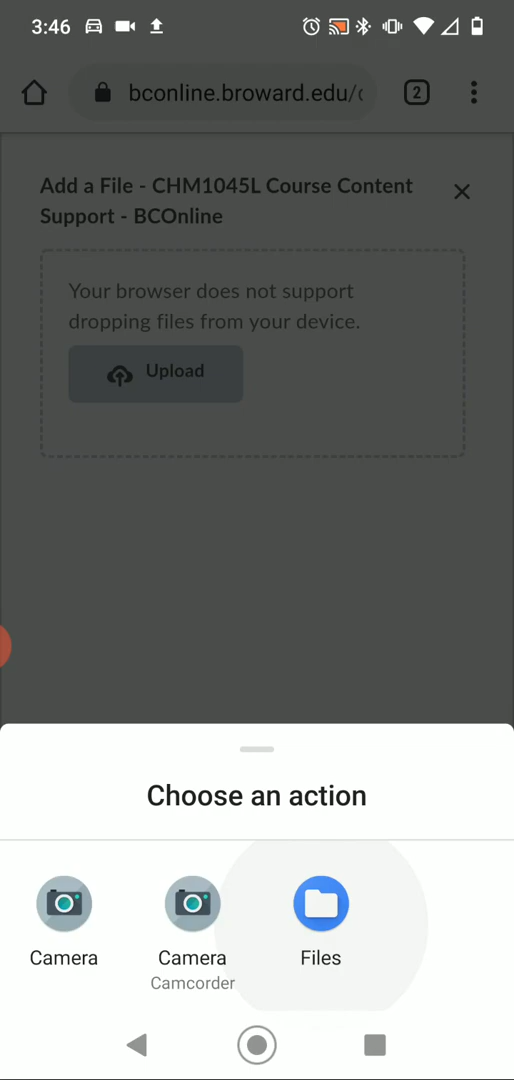 3:46
bconline.broward.edu/
2
Add a File - CHM1045L Course Content
Support - BCOnline
Your browser does not support
dropping files from your device.
Upload
Choose an action
Camera
Camera
Files
Camcorder